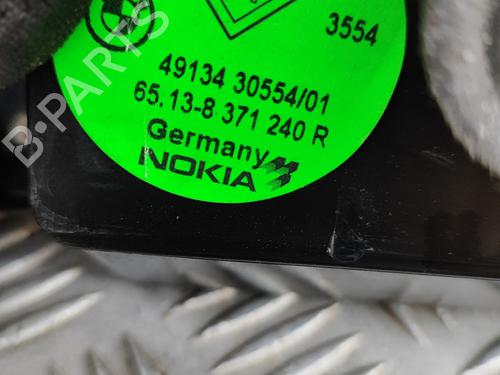 3554
49134 30554/01
65.13-8 371 240 R
Germany
NOKIA
B-PARTS